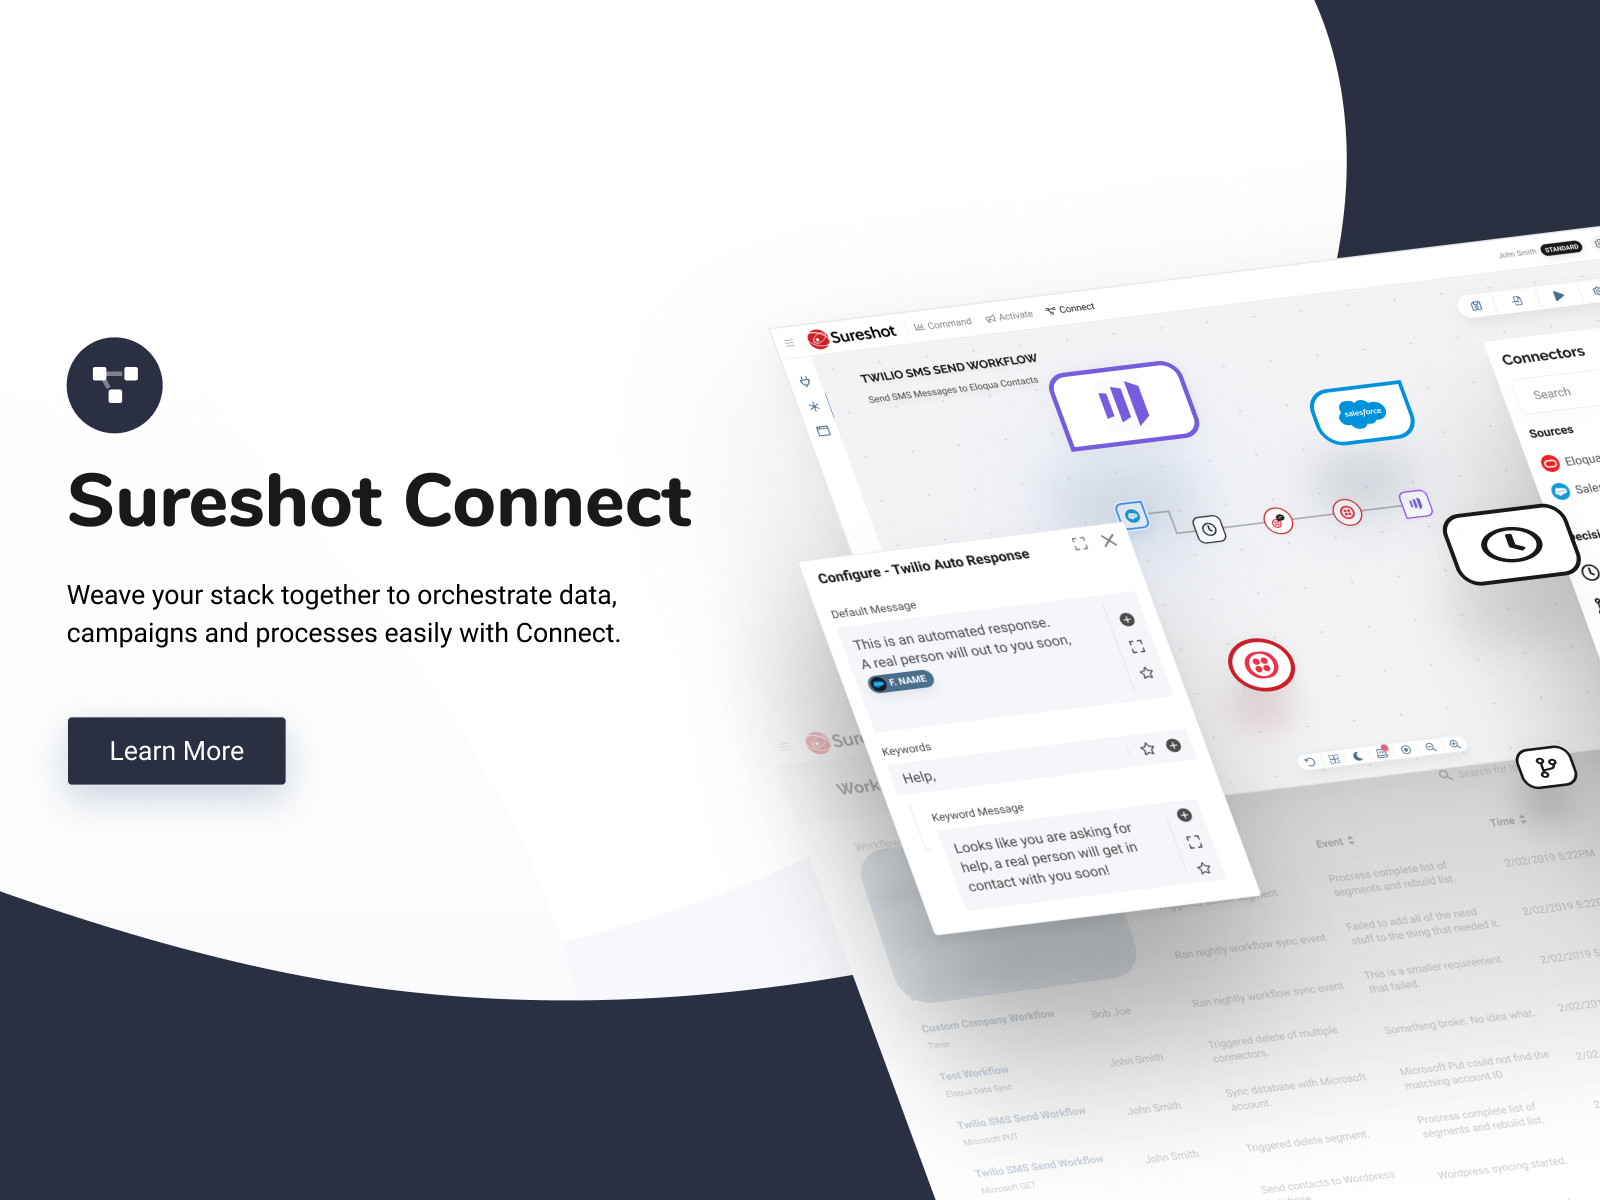 Sureshot Connect
Weave your stack together to orchestrate data,
campaigns and processes easily with Connect.
Learn More
Sureshot
Command
Activate
Connect
John Smith
STANDARD
TWILIO SMS SEND WORKFLOW
Send SMS Messages to Eloqua Contacts
salesforce
Connectors
Search
Sources
Eloqua
Configure - Twilio Auto Response
Default Message
This is an automated response.
A real person will out to you soon,
F. NAME
Keywords
Help,
Keyword Message
Looks like you are asking for
help, a real person will get in
contact with you soon!
Search for
Workflow
Event
Time
Procress complete list of
segments and rebuild list.
2/02/2019 5:22PM
Ran nightly workflow sync event
Failed to add all of the need
stuff to the thing that needed it.
2/02/2019
Ran nightly workflow sync event
This is a smaller requirement
that failed.
2/02/2019
Custom Company Workflow
Timer
Bob Joe
Triggered delete of multiple
connectors.
Something broke. No idea what.
Test Workflow
Eloqua Data Sync
John Smith
Sync database with Microsoft
account.
Microsoft Put could not find the
matching account ID
Twilio SMS Send Workflow
Microsoft PUT
John Smith
Triggered delete segment.
Procress complete list of
segments and rebuild list.
Twilio SMS Send Workflow
Microsoft GET
John Smith
Send contacts to Wordpress
Wordpress syncing started.